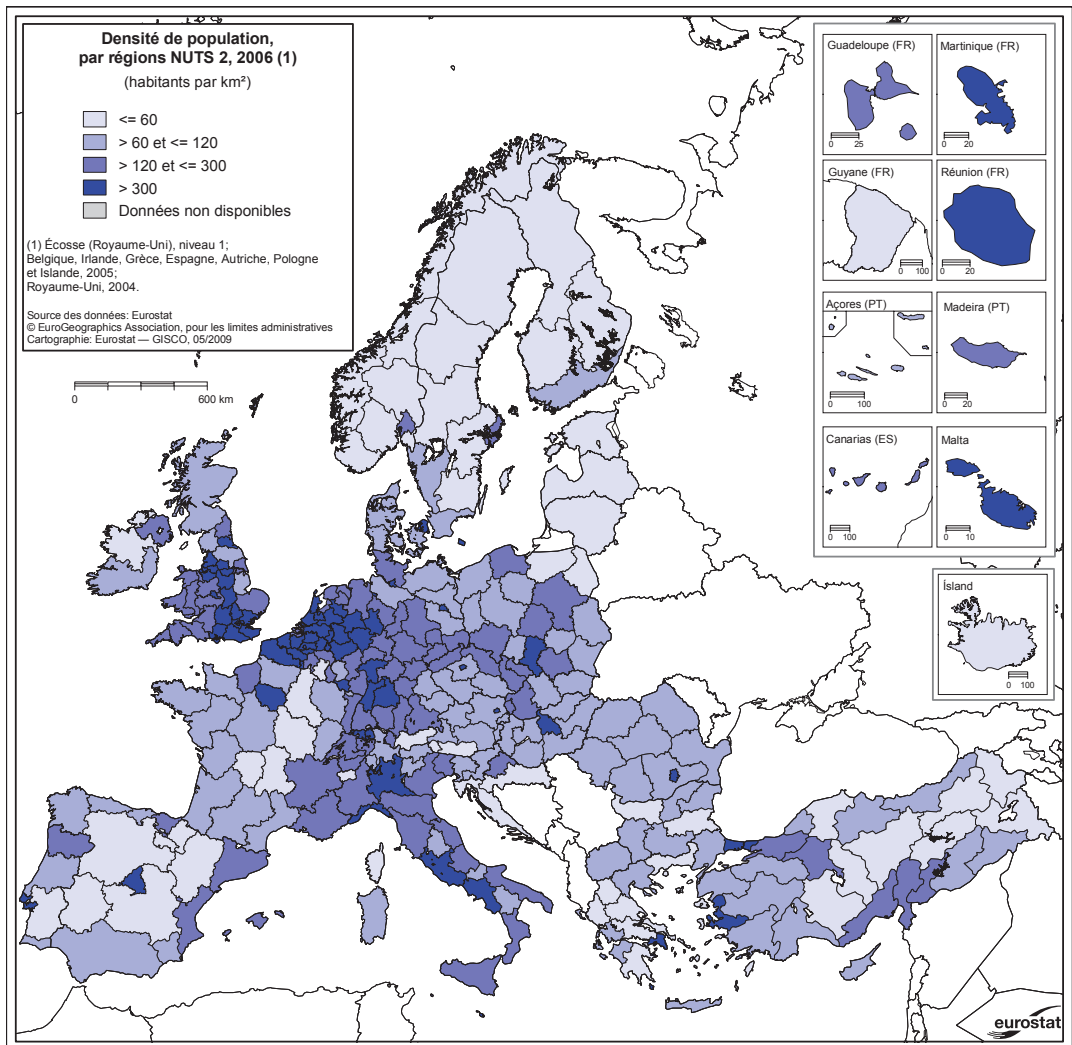 Densité de population,
par régions NUTS 2, 2006 (1)
(habitants par km²)
<= 60
> 60 et <= 120
> 120 et <= 300
> 300
Données non disponibles
(1) Écosse (Royaume-Uni), niveau 1;
Belgique, Irlande, Grèce, Espagne, Autriche, Pologne
et Islande, 2005;
Royaume-Uni, 2004.
Source des données: Eurostat
© EuroGeographics Association, pour les limites administratives
Cartographie: Eurostat — GISCO, 05/2009
0 600 km
Guadeloupe (FR)
0 25
Martinique (FR)
0 20
Guyane (FR)
0 100
Réunion (FR)
0 20
Açores (PT)
0 100
Madeira (PT)
0 20
Canarias (ES)
0 100
Malta
0 10
Ísland
0 100
eurostat